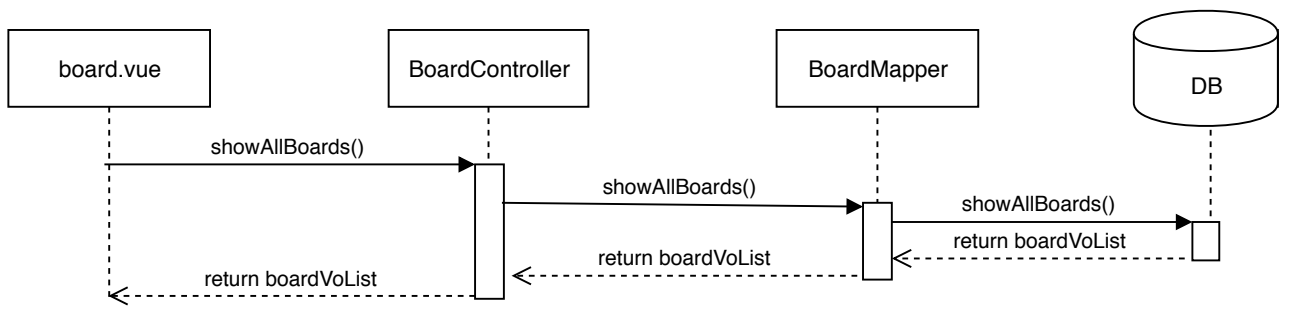 board.vue
BoardController
BoardMapper
DB
showAllBoards()
showAllBoards()
showAllBoards()
return boardVoList
return boardVoList
return boardVoList